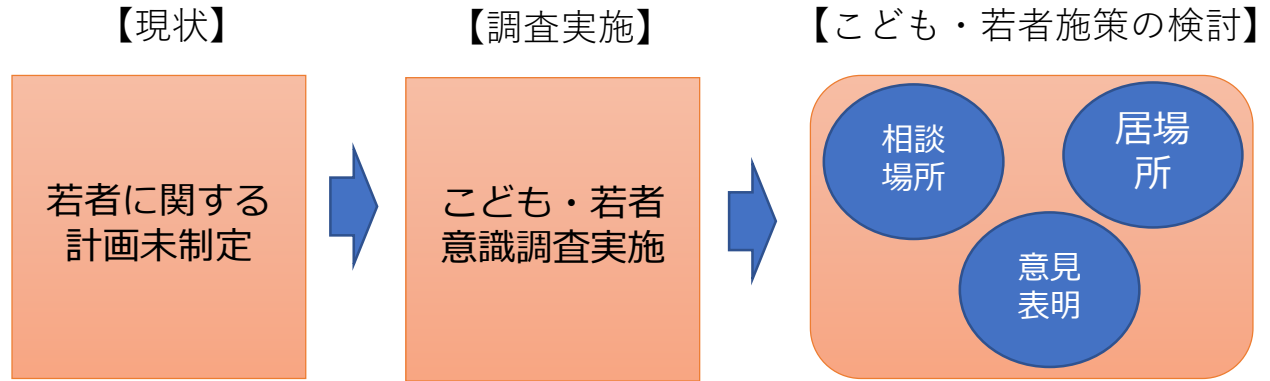 【現状】
【調査実施】
【こども・若者施策の検討】
若者に関する
計画未制定
こども・若者
意識調査実施
相談
場所
居場
所
意見
表明